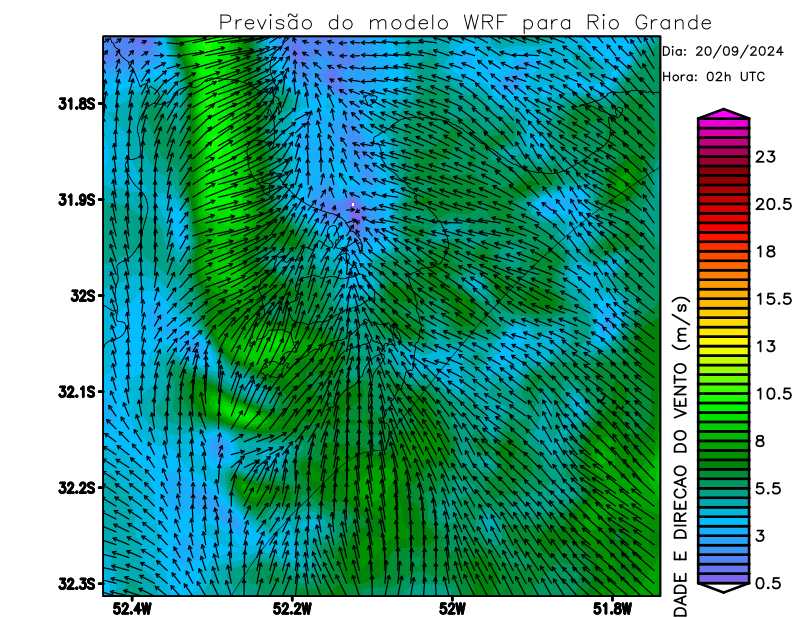 Previsão do modelo WRF para Rio Grande
Dia: 20/09/2024
Hora: 02h UTC
31.8S
31.9S
32S
32.1S
32.2S
32.3S
52.4W
52.2W
52W
51.8W
DADE E DIRECAO DO VENTO (m/s)
23
20.5
18
15.5
13
10.5
8
5.5
3
0.5